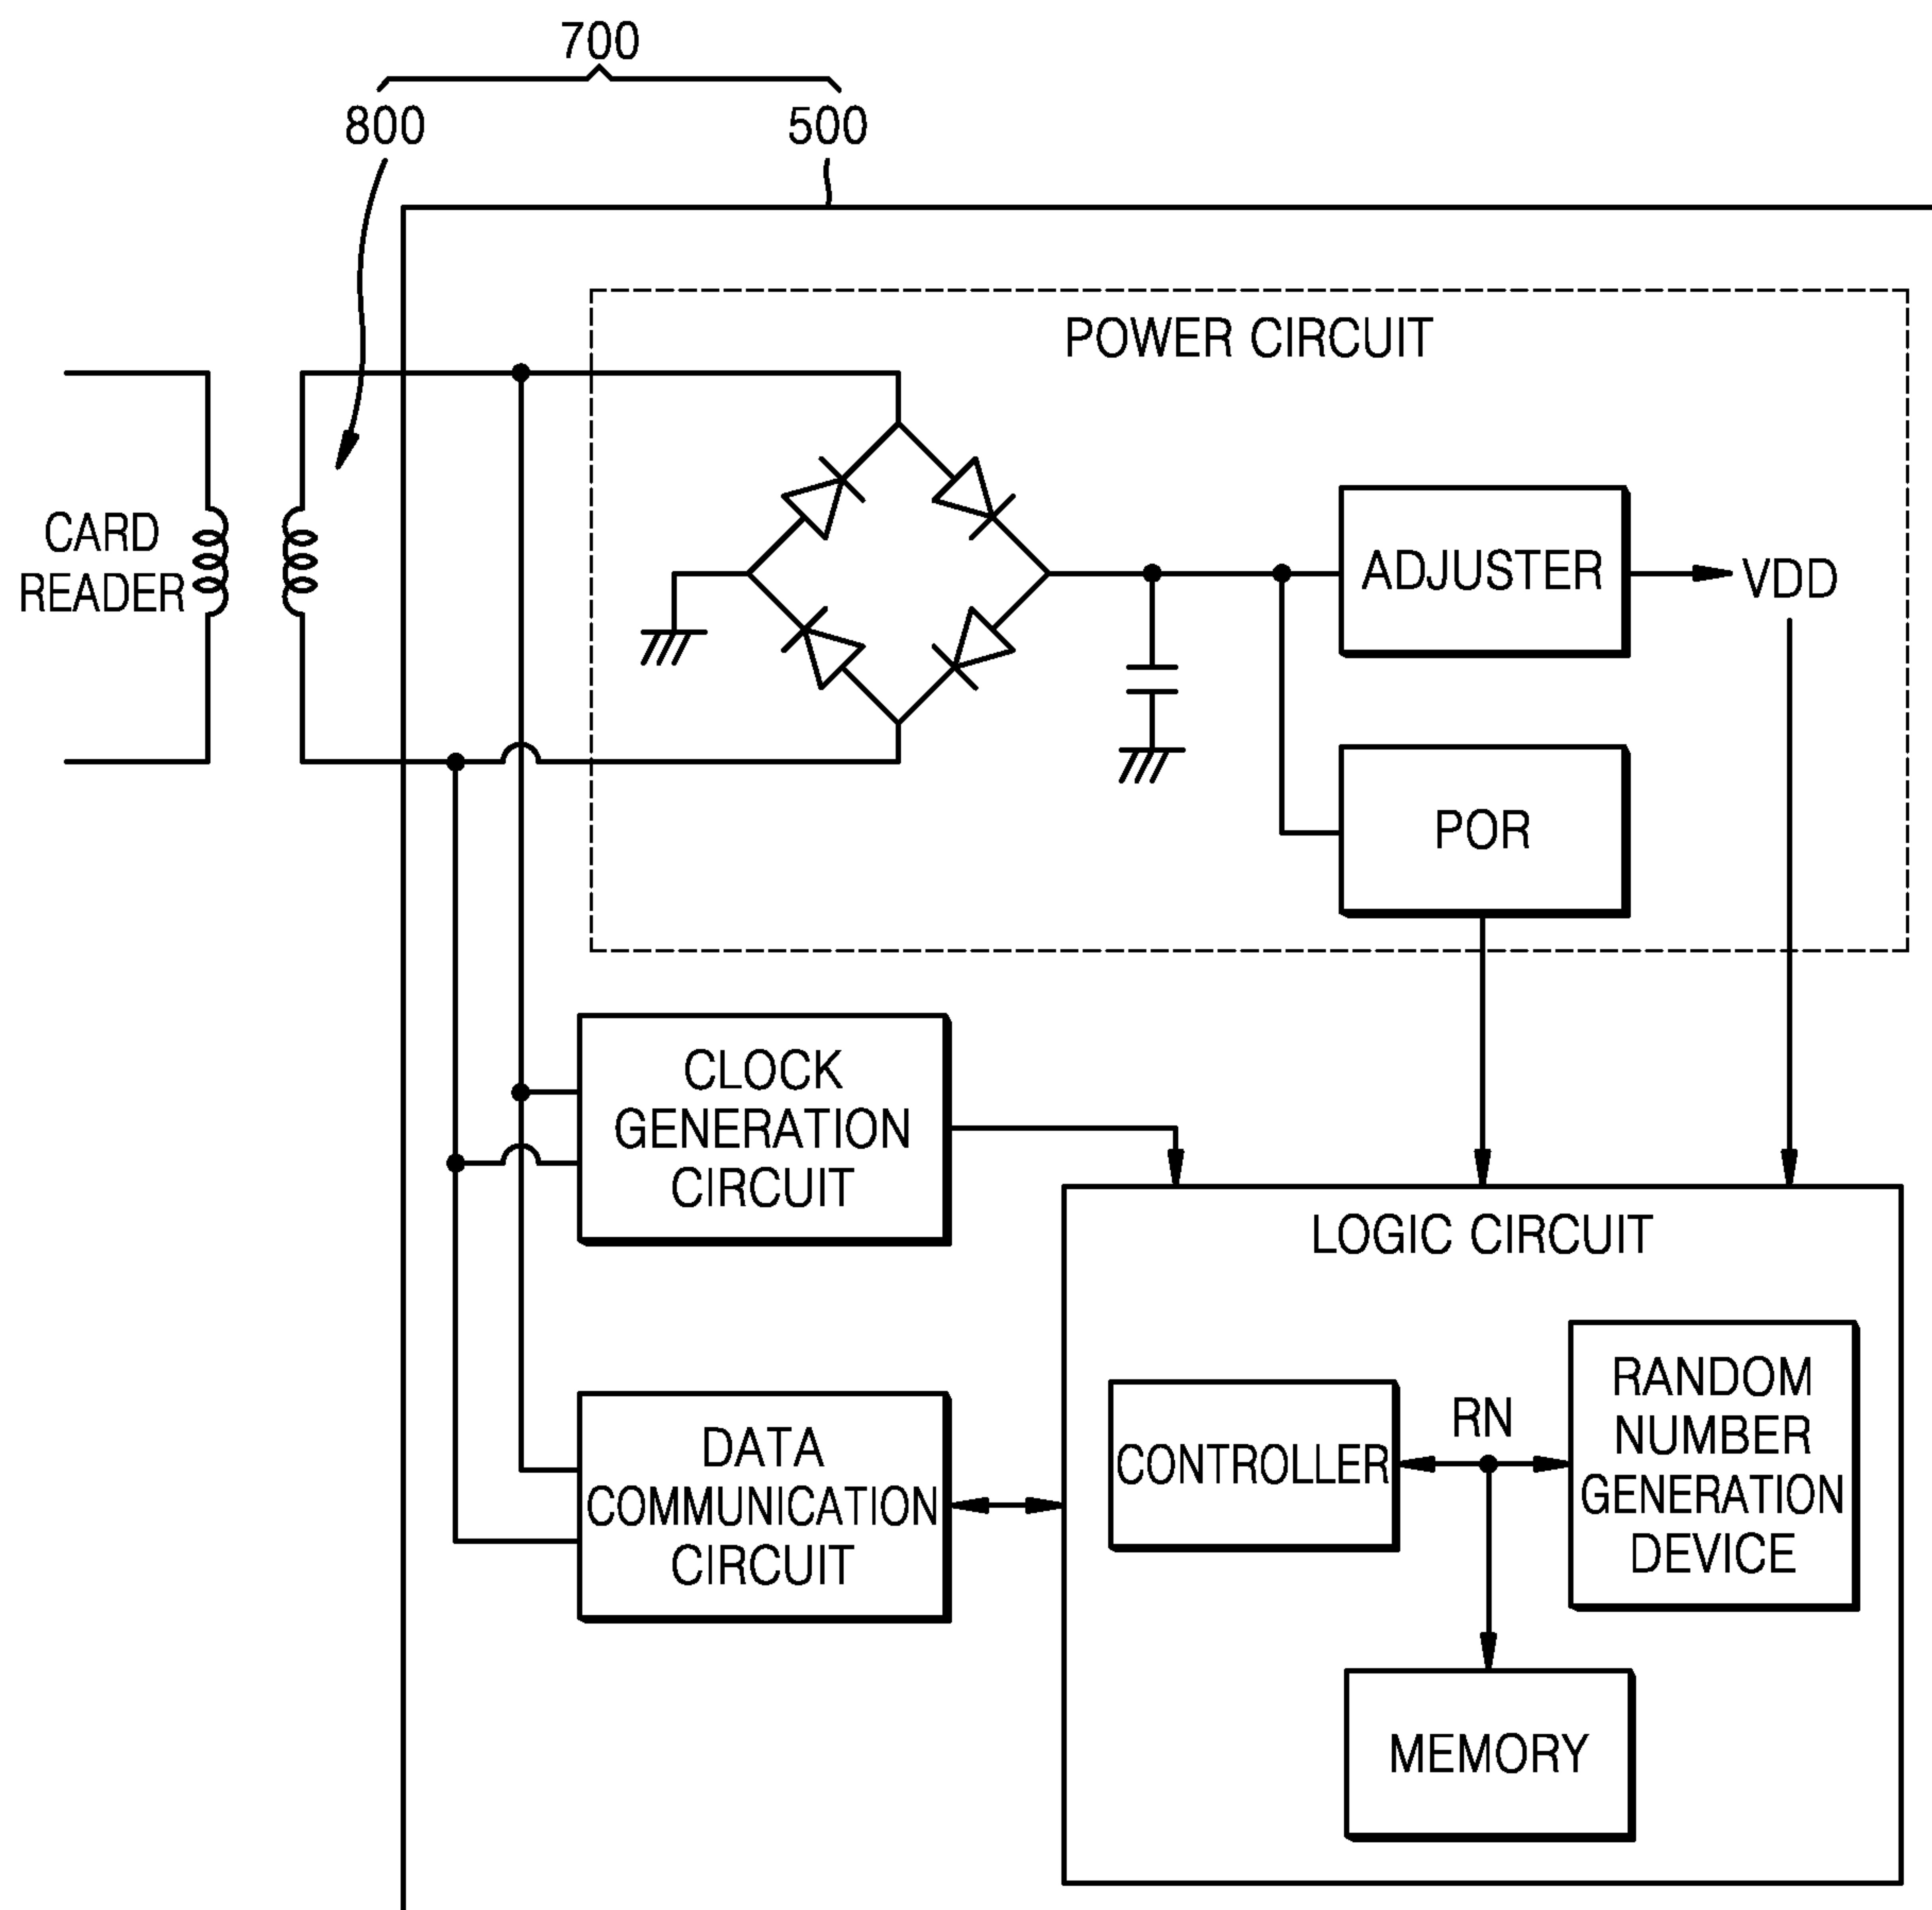 700
800
500
POWER CIRCUIT
CARD
READER
ADJUSTER
VDD
POR
CLOCK
GENERATION
CIRCUIT
LOGIC CIRCUIT
DATA
COMMUNICATION
CIRCUIT
CONTROLLER
RN
RANDOM
NUMBER
GENERATION
DEVICE
MEMORY